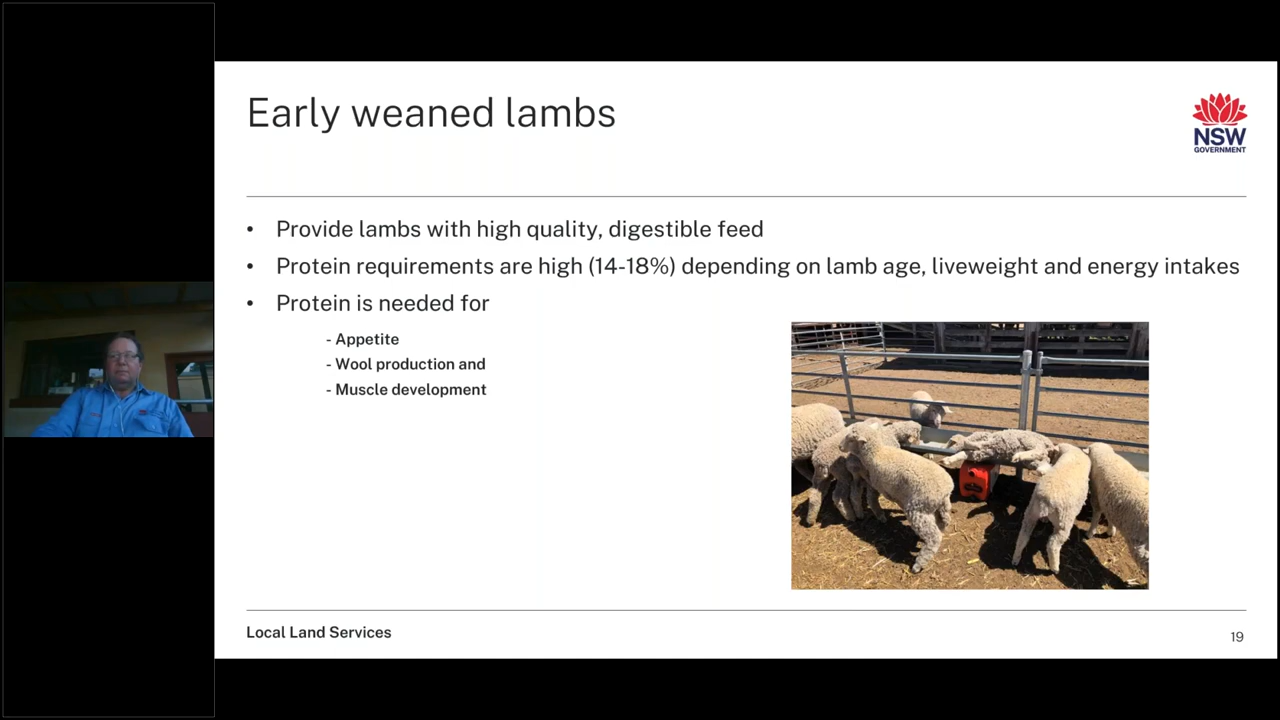 Early weaned lambs
NSW
GOVERNMENT
• Provide lambs with high quality, digestible feed
• Protein requirements are high (14-18%) depending on lamb age, liveweight and energy intakes
• Protein is needed for
- Appetite
- Wool production and
- Muscle development
Local Land Services
19